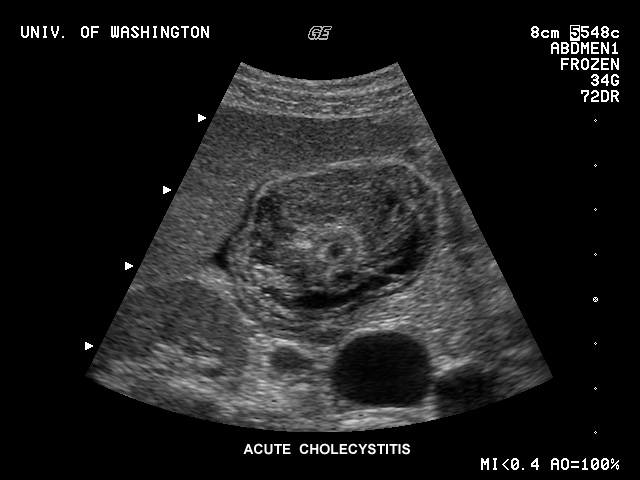 UNIV. OF WASHINGTON
GE
8cm 5548c
ABDMEN1
FROZEN
34G
72DR
ACUTE CHOLECYSTITIS
MI<0.4 AO=100%